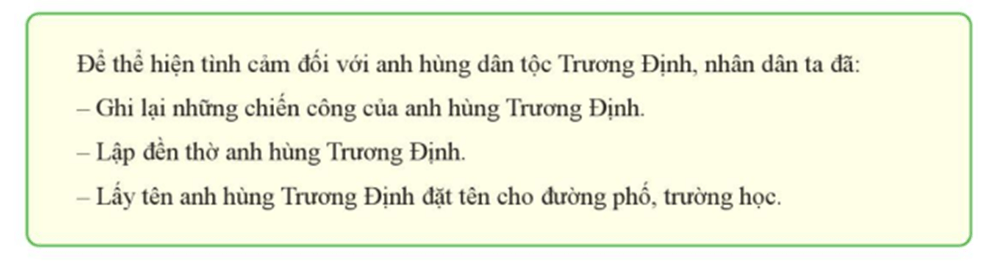 Để thể hiện tình cảm đối với anh hùng dân tộc Trương Định, nhân dân ta đã:
– Ghi lại những chiến công của anh hùng Trương Định.
– Lập đền thờ anh hùng Trương Định.
– Lấy tên anh hùng Trương Định đặt tên cho đường phố, trường học.